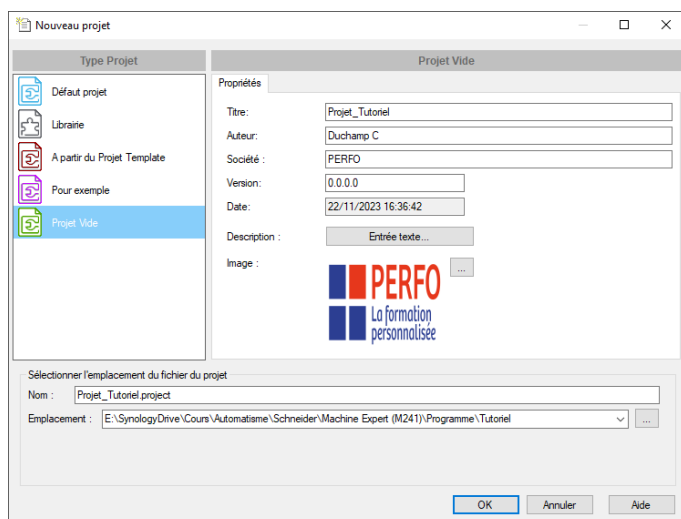 Nouveau projet
Type Projet
Défaut projet
Librairie
A partir du Projet Template
Pour exemple
Projet Vide
Projet Vide
Propriétés
Titre: Projet_Tutoriel
Auteur: Duchamp C
Société : PERFO
Version: 0.0.0.0
Date: 22/11/2023 16:36:42
Description : Entrée texte...
Image : ...
PERFO
La formation
personnalisée
Sélectionner l'emplacement du fichier du projet
Nom : Projet_Tutoriel.project
Emplacement : E:\SynologyDrive\Cours\Automatisme\Schneider\Machine Expert (M241)\Programme\Tutoriel ...
OK Annuler Aide